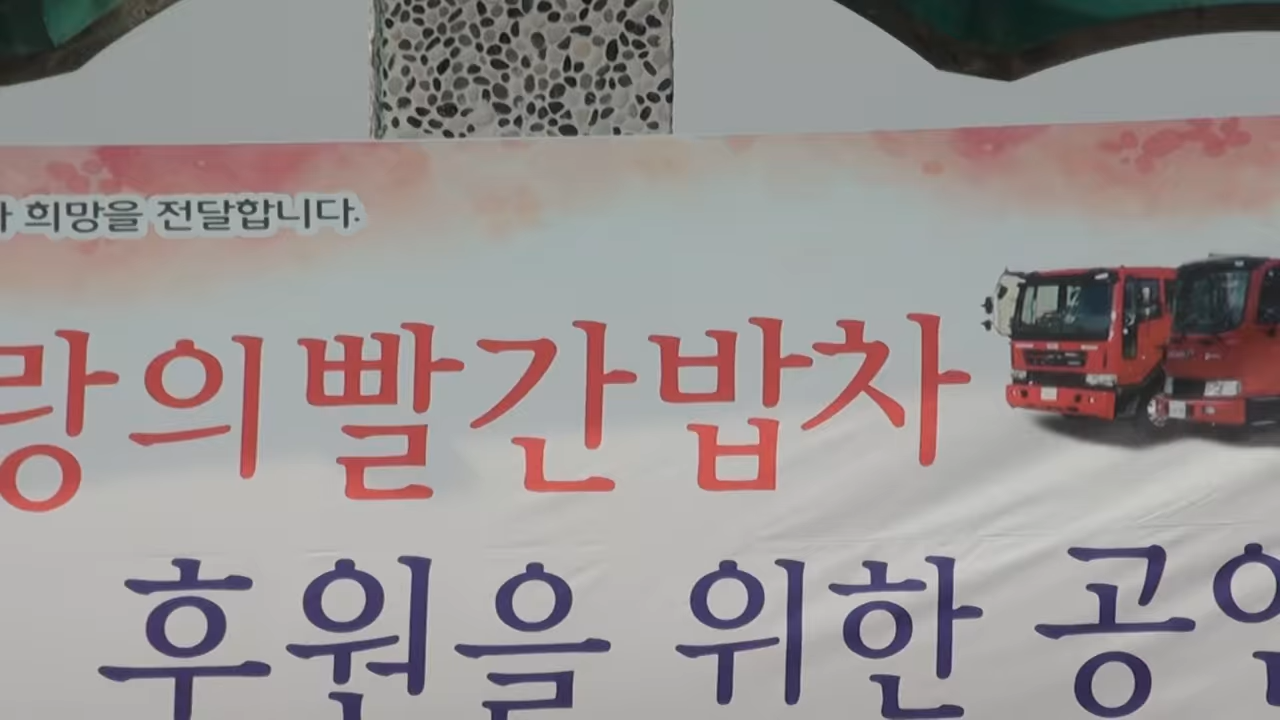 희망을 전달합니다.
랑의빨간밥차
후원을 위한 공연